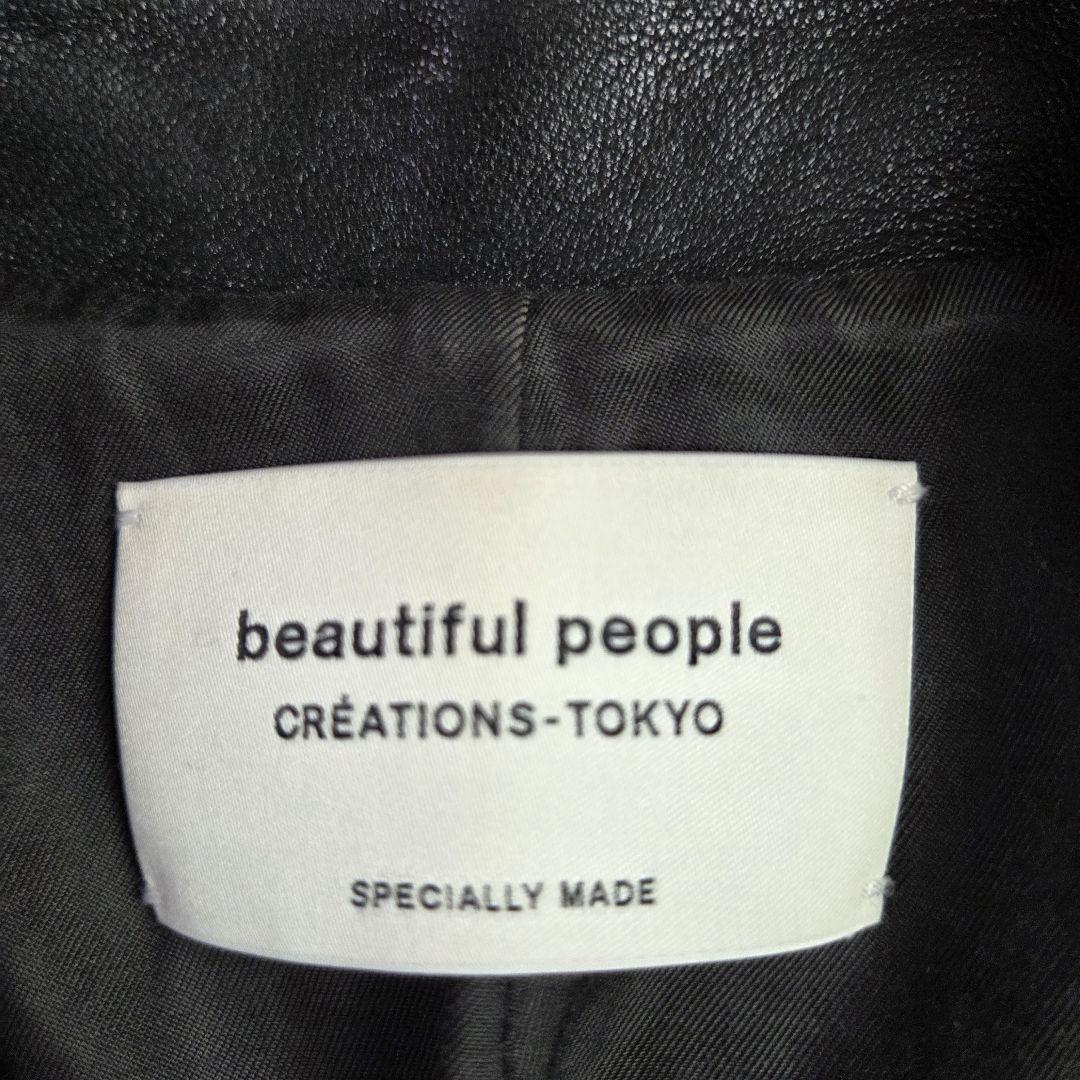 beautiful people
CRÉATIONS-TOKYO
SPECIALLY MADE